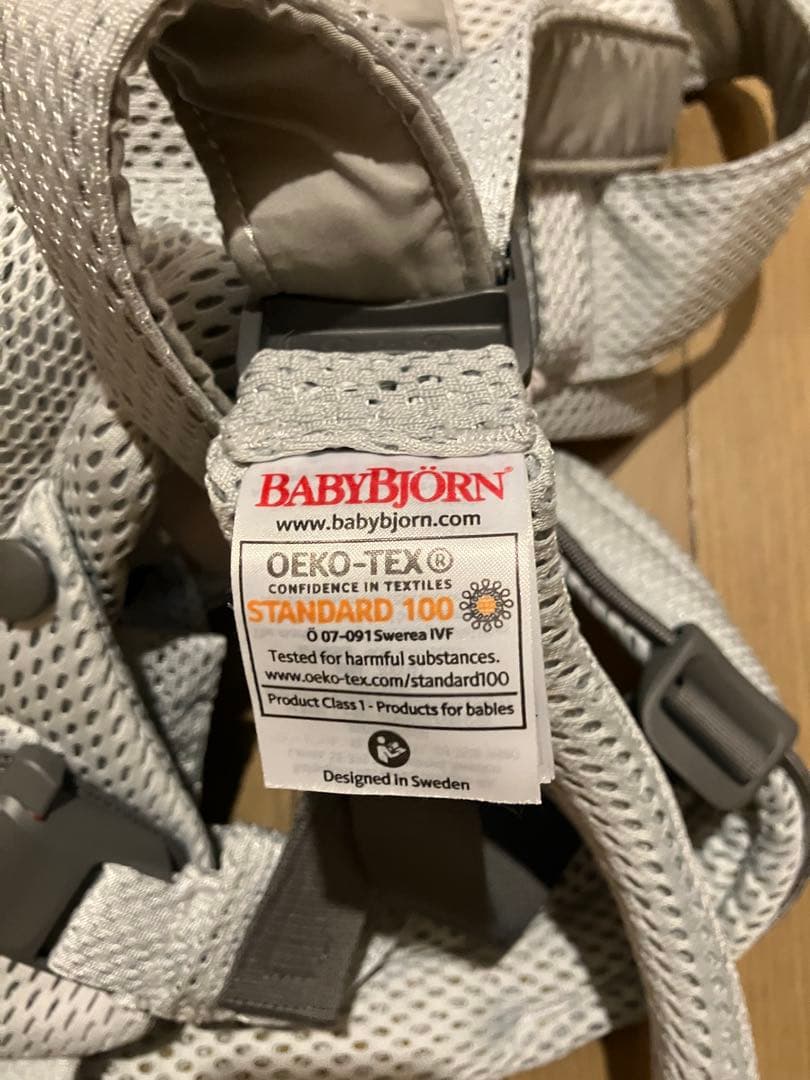 BABYBJÖRN®
www.babybjorn.com
OEKO-TEX®
CONFIDENCE IN TEXTILES
STANDARD 100
Ö 07-091 Swerea IVF
Tested for harmful substances.
www.oeko-tex.com/standard100
Product Class 1 - Products for babies
Designed in Sweden